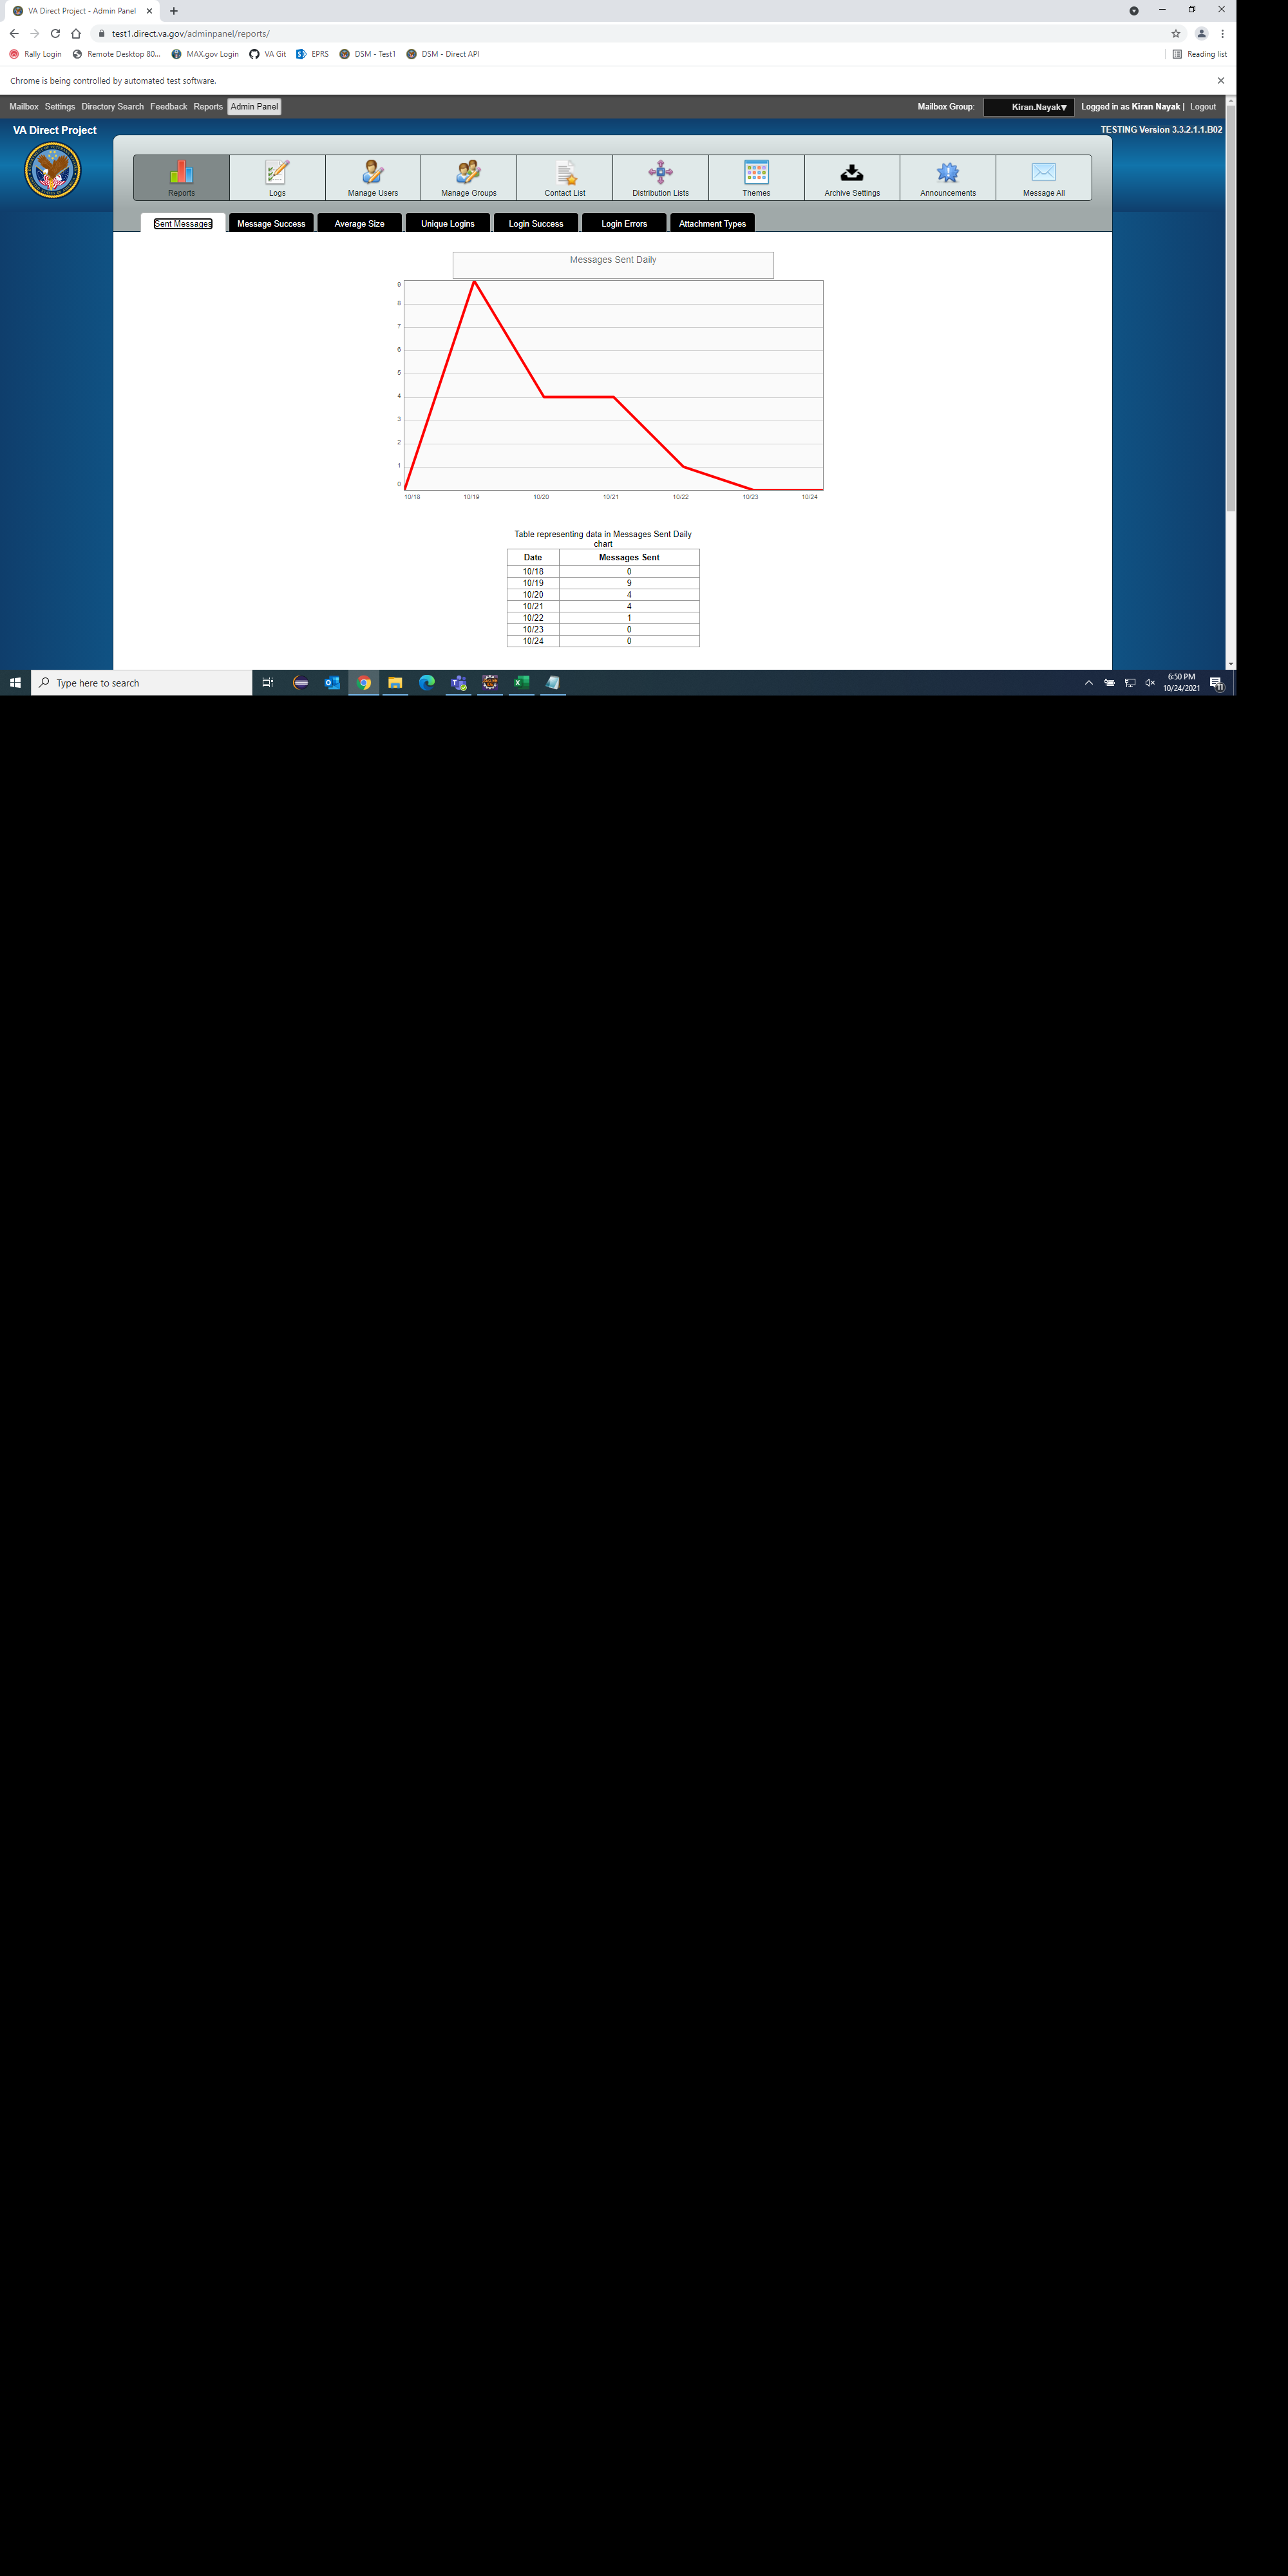 VA Direct Project - Admin Panel
test1.direct.va.gov/adminpanel/reports/
Rally Login Remote Desktop 80... MAX.gov Login VA Git EPRS DSM - Test1 DSM - Direct API Reading list
Chrome is being controlled by automated test software.
Mailbox Settings Directory Search Feedback Reports Admin Panel Mailbox Group: Kiran.Nayak▼ Logged in as Kiran Nayak | Logout
VA Direct Project TESTING Version 3.3.2.1.1.B02
Reports Logs Manage Users Manage Groups Contact List Distribution Lists Themes Archive Settings Announcements Message All
Sent Messages Message Success Average Size Unique Logins Login Success Login Errors Attachment Types
Messages Sent Daily
9
8
7
6
5
4
3
2
1
0
10/18 10/19 10/20 10/21 10/22 10/23 10/24
Table representing data in Messages Sent Daily
chart
Date Messages Sent
10/18 0
10/19 9
10/20 4
10/21 4
10/22 1
10/23 0
10/24 0
Type here to search
6:50 PM
10/24/2021
11